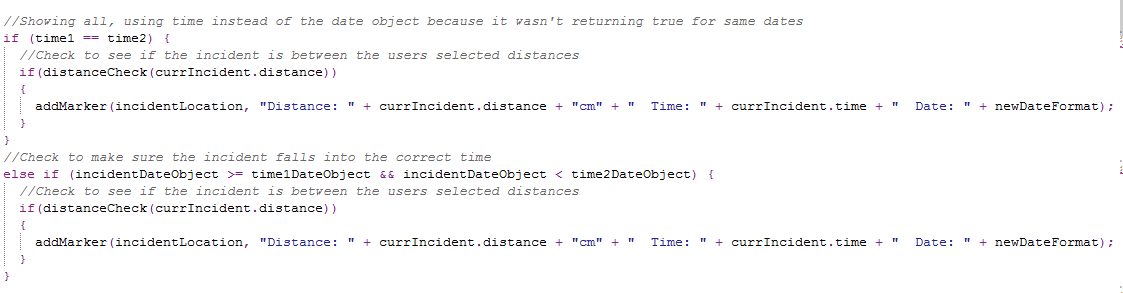 //Showing all, using time instead of the date object because it wasn't returning true for same dates
if (time1 == time2) {
//Check to see if the incident is between the users selected distances
if(distanceCheck(currIncident.distance))
{
addMarker(incidentLocation, "Distance: " + currIncident.distance + "cm" + "  Time: " + currIncident.time + "  Date: " + newDateFormat);
}
}
//Check to make sure the incident falls into the correct time
else if (incidentDateObject >= time1DateObject && incidentDateObject < time2DateObject) {
//Check to see if the incident is between the users selected distances
if(distanceCheck(currIncident.distance))
{
addMarker(incidentLocation, "Distance: " + currIncident.distance + "cm" + "  Time: " + currIncident.time + "  Date: " + newDateFormat);
}
}